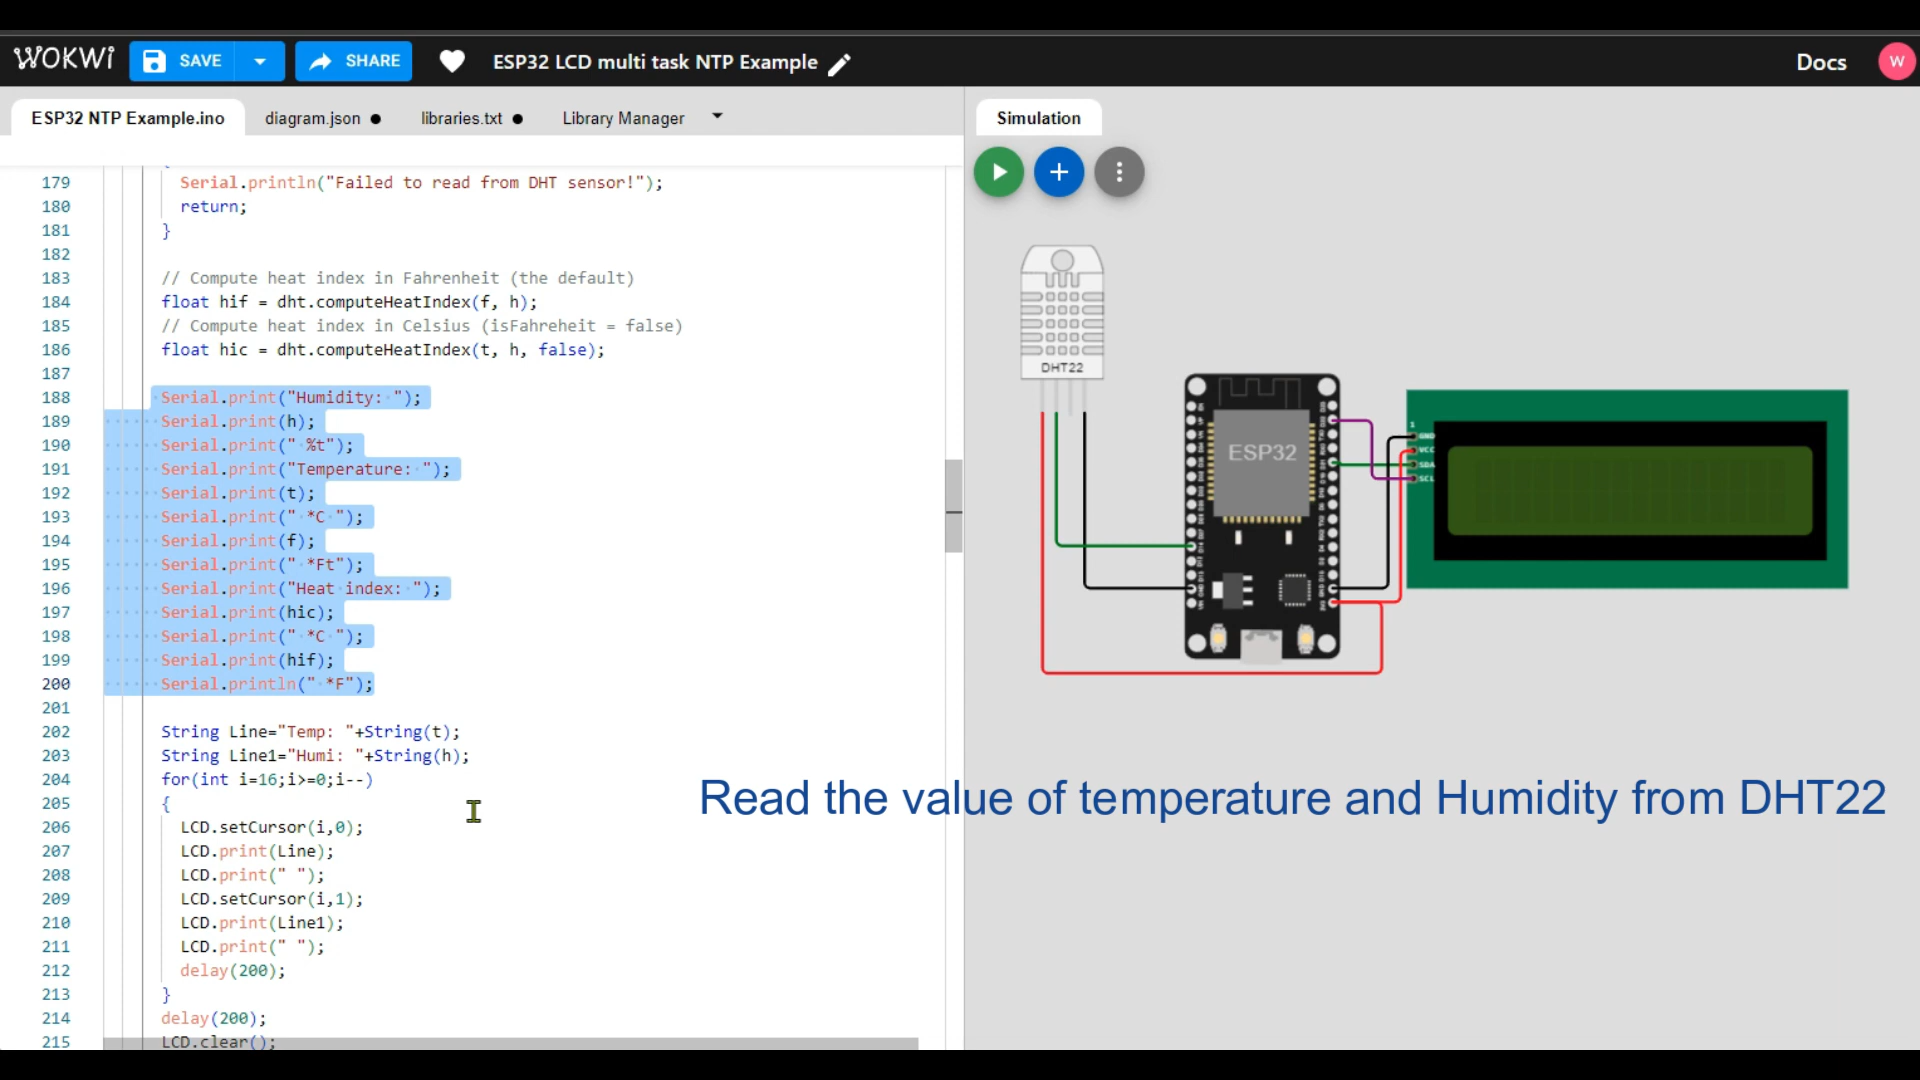 WOKWI SAVE SHARE ESP32 LCD multi task NTP Example Docs W
ESP32 NTP Example.ino diagram.json libraries.txt Library Manager Simulation
179 Serial.println("Failed to read from DHT sensor!");
180 return;
181 }
182
183 // Compute heat index in Fahrenheit (the default)
184 float hif = dht.computeHeatIndex(f, h);
185 // Compute heat index in Celsius (isFahreheit = false)
186 float hic = dht.computeHeatIndex(t, h, false);
187
188 Serial.print("Humidity: ");
189 Serial.print(h);
190 Serial.print(" %t");
191 Serial.print("Temperature: ");
192 Serial.print(t);
193 Serial.print(" *C ");
194 Serial.print(f);
195 Serial.print(" *Ft");
196 Serial.print("Heat index: ");
197 Serial.print(hic);
198 Serial.print(" *C ");
199 Serial.print(hif);
200 Serial.println(" *F");
201
202 String Line="Temp: "+String(t);
203 String Line1="Humi: "+String(h);
204 for(int i=16;i>=0;i--)
205 {
206 LCD.setCursor(i,0);
207 LCD.print(Line);
208 LCD.print(" ");
209 LCD.setCursor(i,1);
210 LCD.print(Line1);
211 LCD.print(" ");
212 delay(200);
213 }
214 delay(200);
215 LCD.clear();
DHT22
ESP32
1
GND
VCC
SDA
SCL
Read the value of temperature and Humidity from DHT22